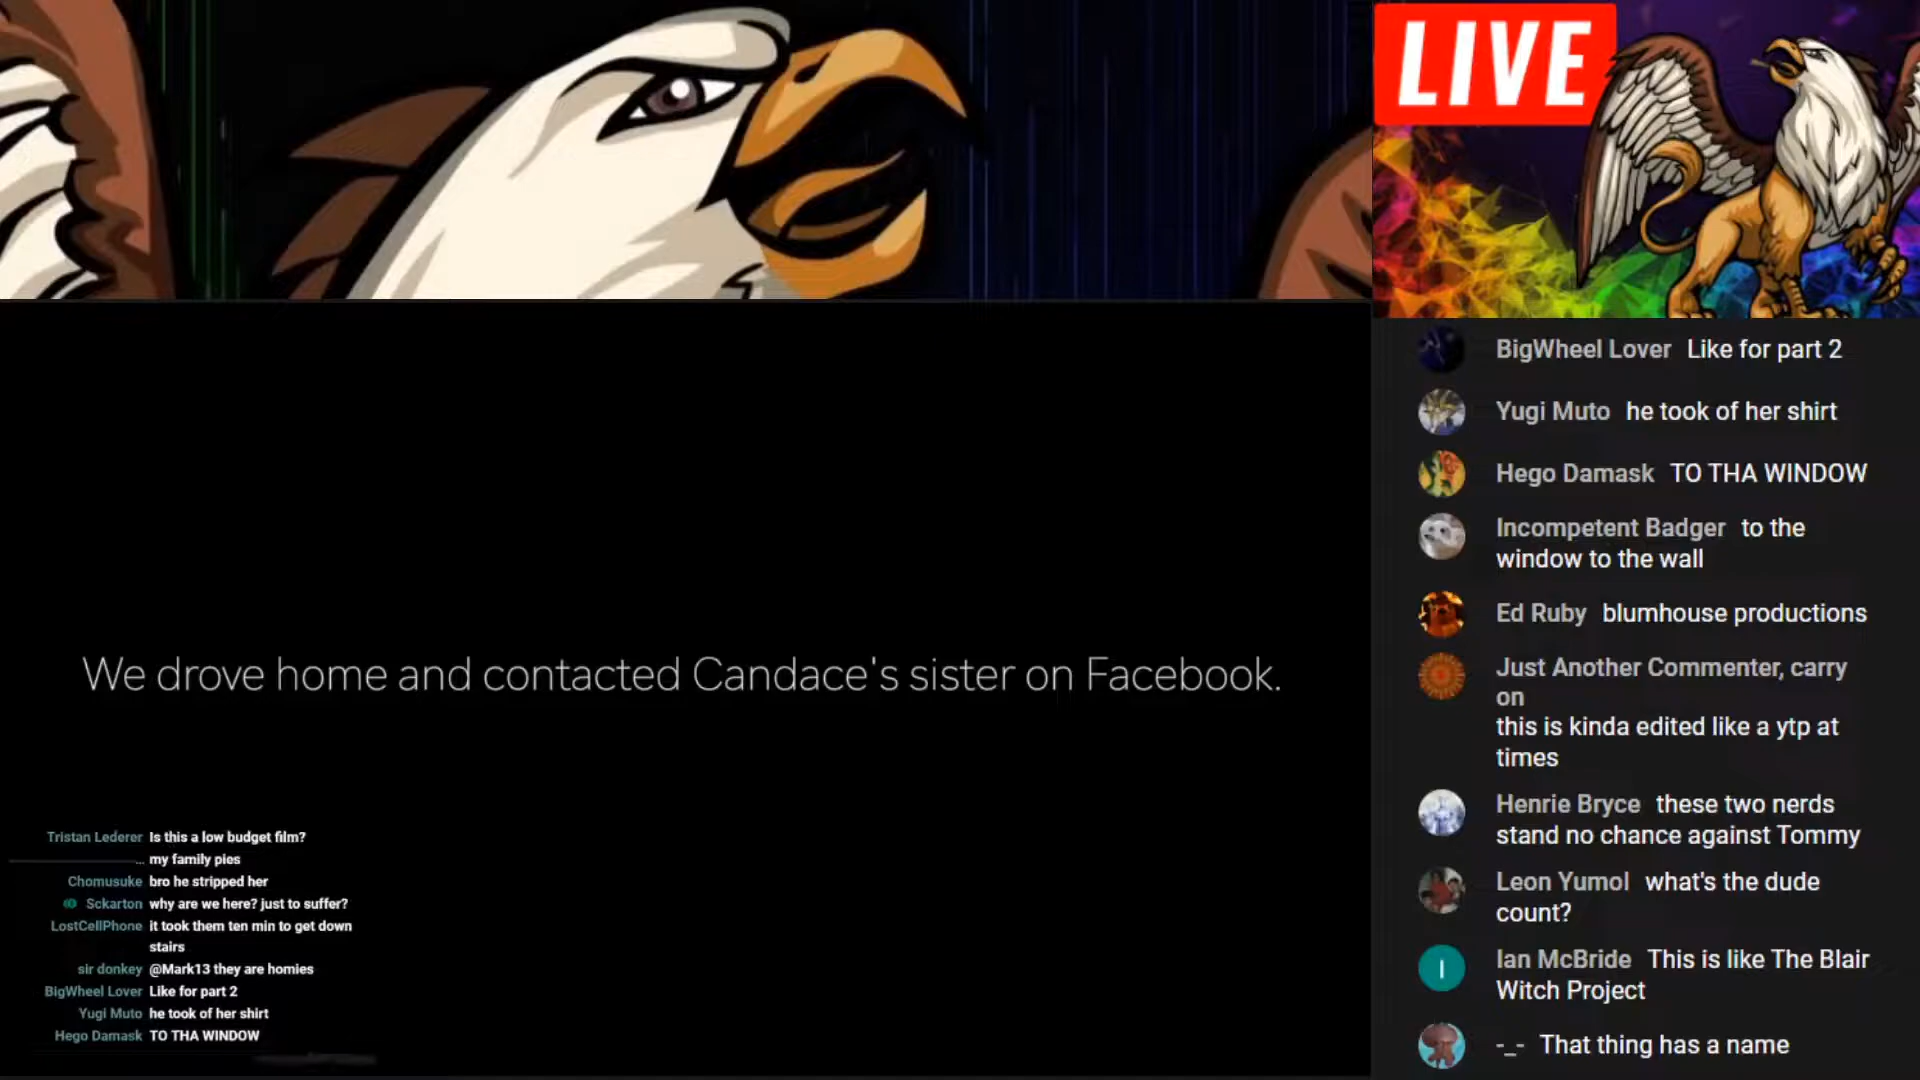 LIVE
We drove home and contacted Candace's sister on Facebook.
Tristan Lederer Is this a low budget film?
... my family pies
Chomusuke bro he stripped her
Sckarton why are we here? just to suffer?
LostCellPhone it took them ten min to get down
stairs
sir donkey @Mark13 they are homies
BigWheel Lover Like for part 2
Yugi Muto he took of her shirt
Hego Damask TO THA WINDOW
BigWheel Lover Like for part 2
Yugi Muto he took of her shirt
Hego Damask TO THA WINDOW
Incompetent Badger to the
window to the wall
Ed Ruby blumhouse productions
Just Another Commenter, carry
on
this is kinda edited like a ytp at
times
Henrie Bryce these two nerds
stand no chance against Tommy
Leon Yumol what's the dude
count?
I
Ian McBride This is like The Blair
Witch Project
-_- That thing has a name